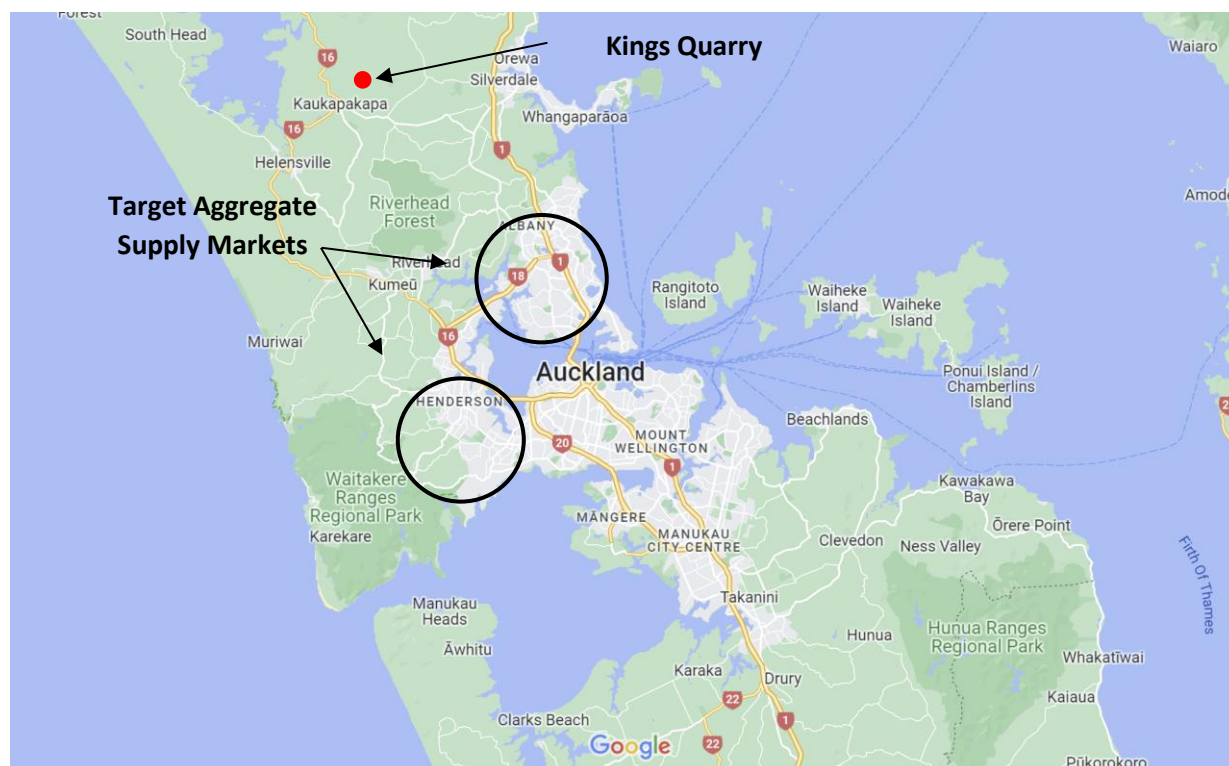 Forest
South Head
16
Kings Quarry
Waiaro
Orewa
Silverdale
Kaukapakapa
Whangaparāoa
16
Helensville
1
Target Aggregate
Supply Markets
Riverhead
Forest
ALBANY
Amode
Riverhead
18
1
Kumeū
Rangitoto
Island
Waiheke
Island
Waiheke
Island
16
Muriwai
Auckland
Ponui Island /
Chamberlins
Island
HENDERSON
2
Beachlands
20
MOUNT
WELLINGTON
1
Waitakere
Ranges
Regional Park
Kawakawa
Bay
Karekare
MĀNGERE
Ōrere Point
MANUKAU
CITY CENTRE
Clevedon
Ness Valley
Firth Of Thames
Takanini
Manukau
Heads
Hunua
Hunua Ranges
Regional Park
Āwhitu
Whakatīwai
Karaka
Drury
22
Kaiaua
1
Clarks Beach
Google
22
Pūkorokoro